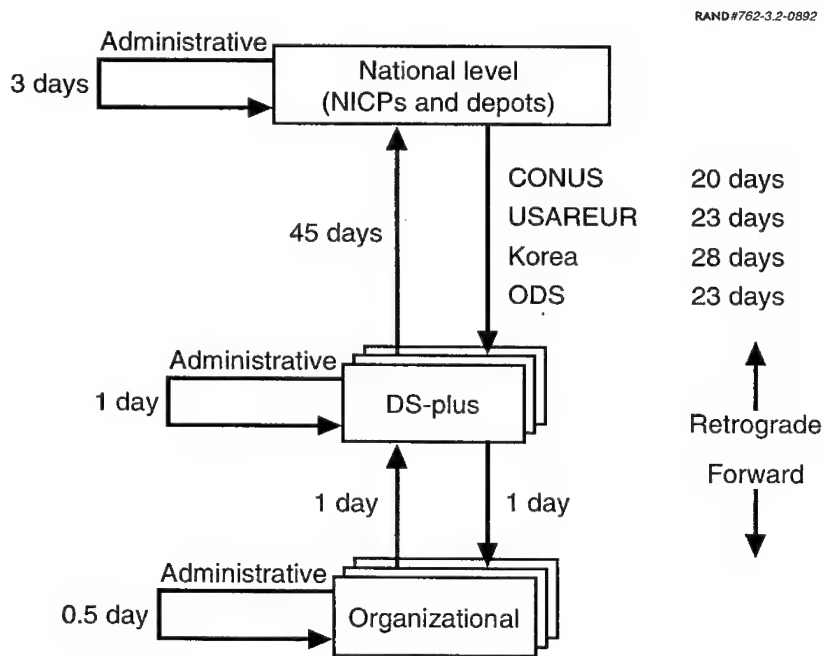 RAND#762-3.2-0892
Administrative
3 days
National level
(NICPs and depots)
CONUS 20 days
USAREUR 23 days
Korea 28 days
ODS 23 days
45 days
Administrative
1 day
DS-plus
Retrograde
Forward
1 day
1 day
Administrative
0.5 day
Organizational